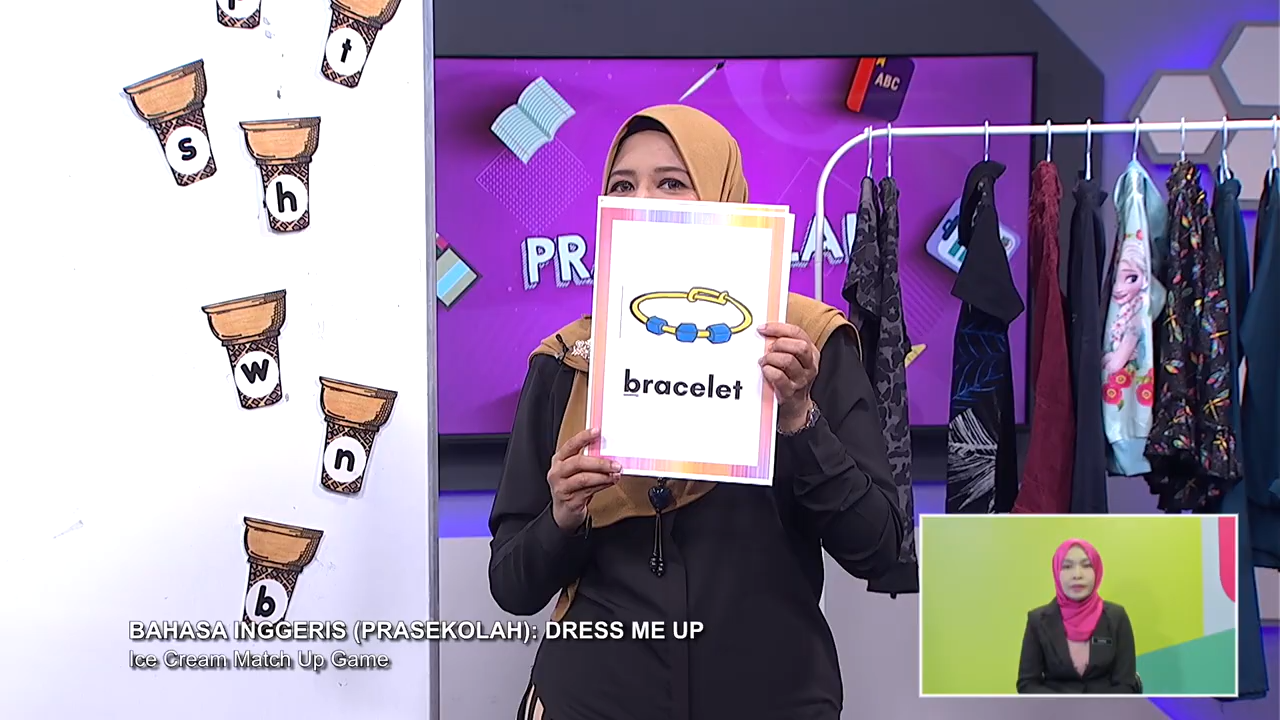 t
s
h
w
n
b
ABC
bracelet
BAHASA INGGERIS (PRASEKOLAH): DRESS ME UP
Ice Cream Match Up Game